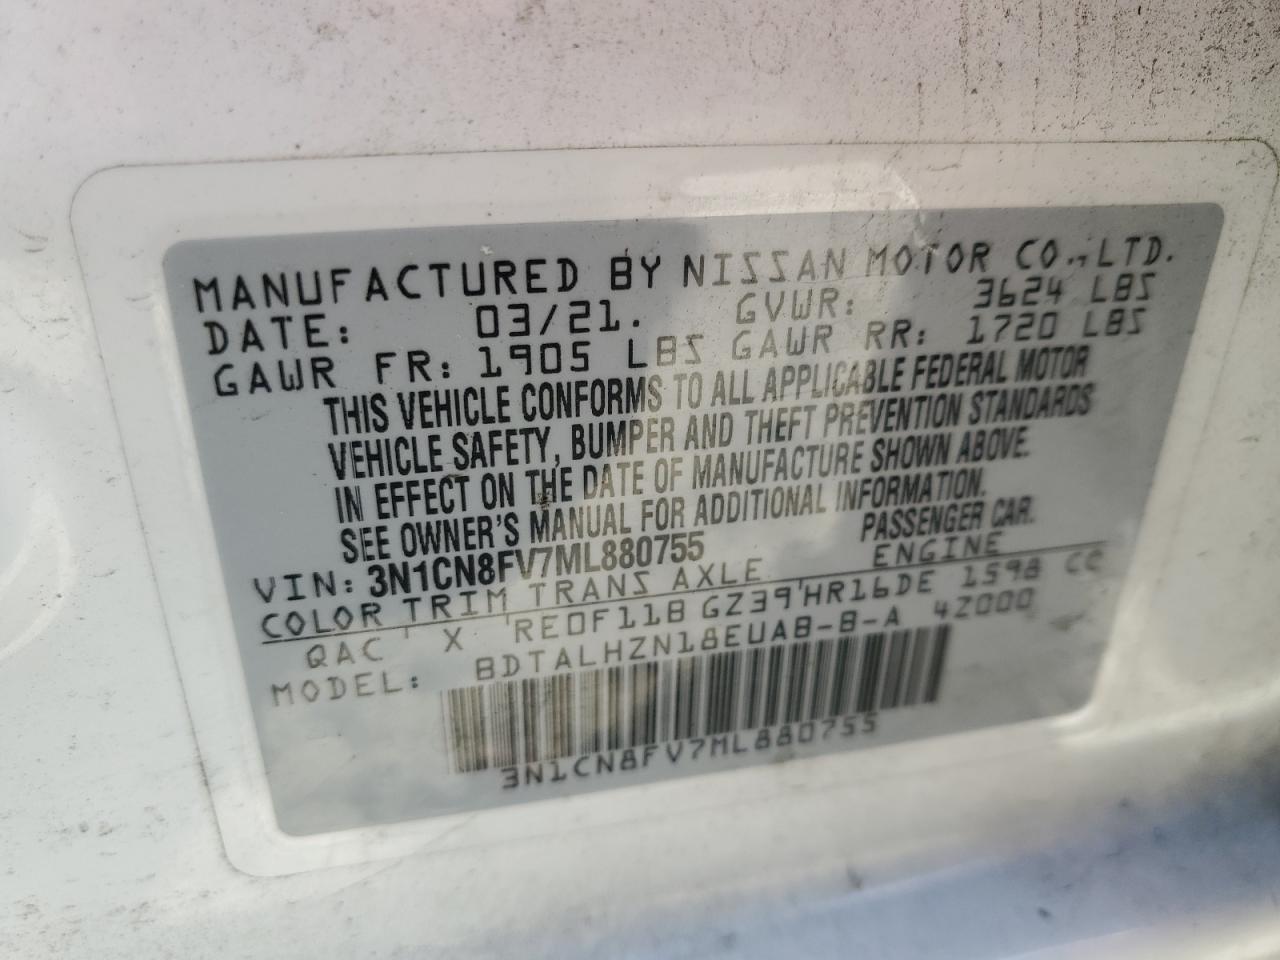 MANUFACTURED BY NISSAN MOTOR CO., LTD.
DATE: 03/21. GVWR: 3624 LBS
GAWR FR: 1905 LBS GAWR RR: 1720 LBS
THIS VEHICLE CONFORMS TO ALL APPLICABLE FEDERAL MOTOR
VEHICLE SAFETY, BUMPER AND THEFT PREVENTION STANDARDS
IN EFFECT ON THE DATE OF MANUFACTURE SHOWN ABOVE.
SEE OWNER'S MANUAL FOR ADDITIONAL INFORMATION.
VIN: 3N1CN8FV7ML880755 PASSENGER CAR.
COLOR TRIM TRANS AXLE ENGINE
QAC X RE0F11B GZ39 HR16DE 1598 CC
MODEL: BDTALHZN18EUAB-B-A 4Z000
3N1CN8FV7ML880755